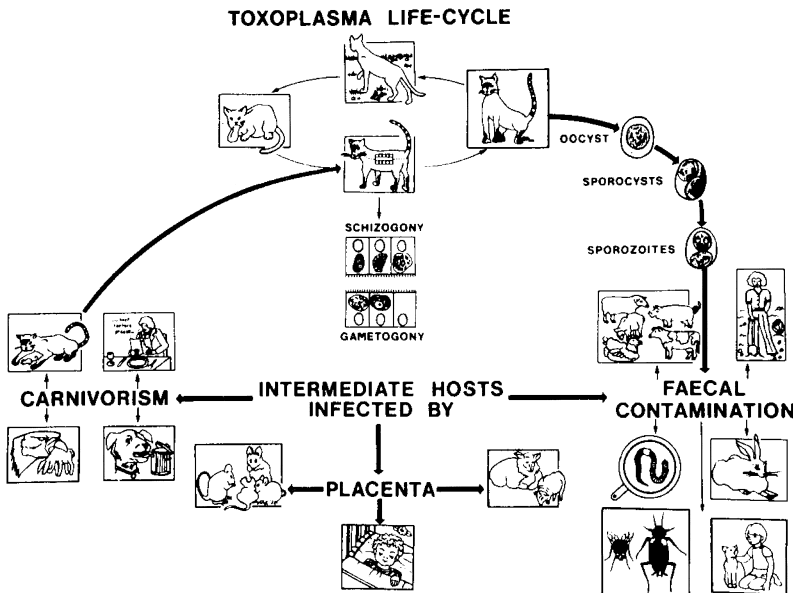 TOXOPLASMA LIFE-CYCLE
OOCYST
SPOROCYSTS
SCHIZOGONY
SPOROZOITES
GAMETOGONY
CARNIVORISM
INTERMEDIATE HOSTS
INFECTED BY
FAECAL
CONTAMINATION
PLACENTA